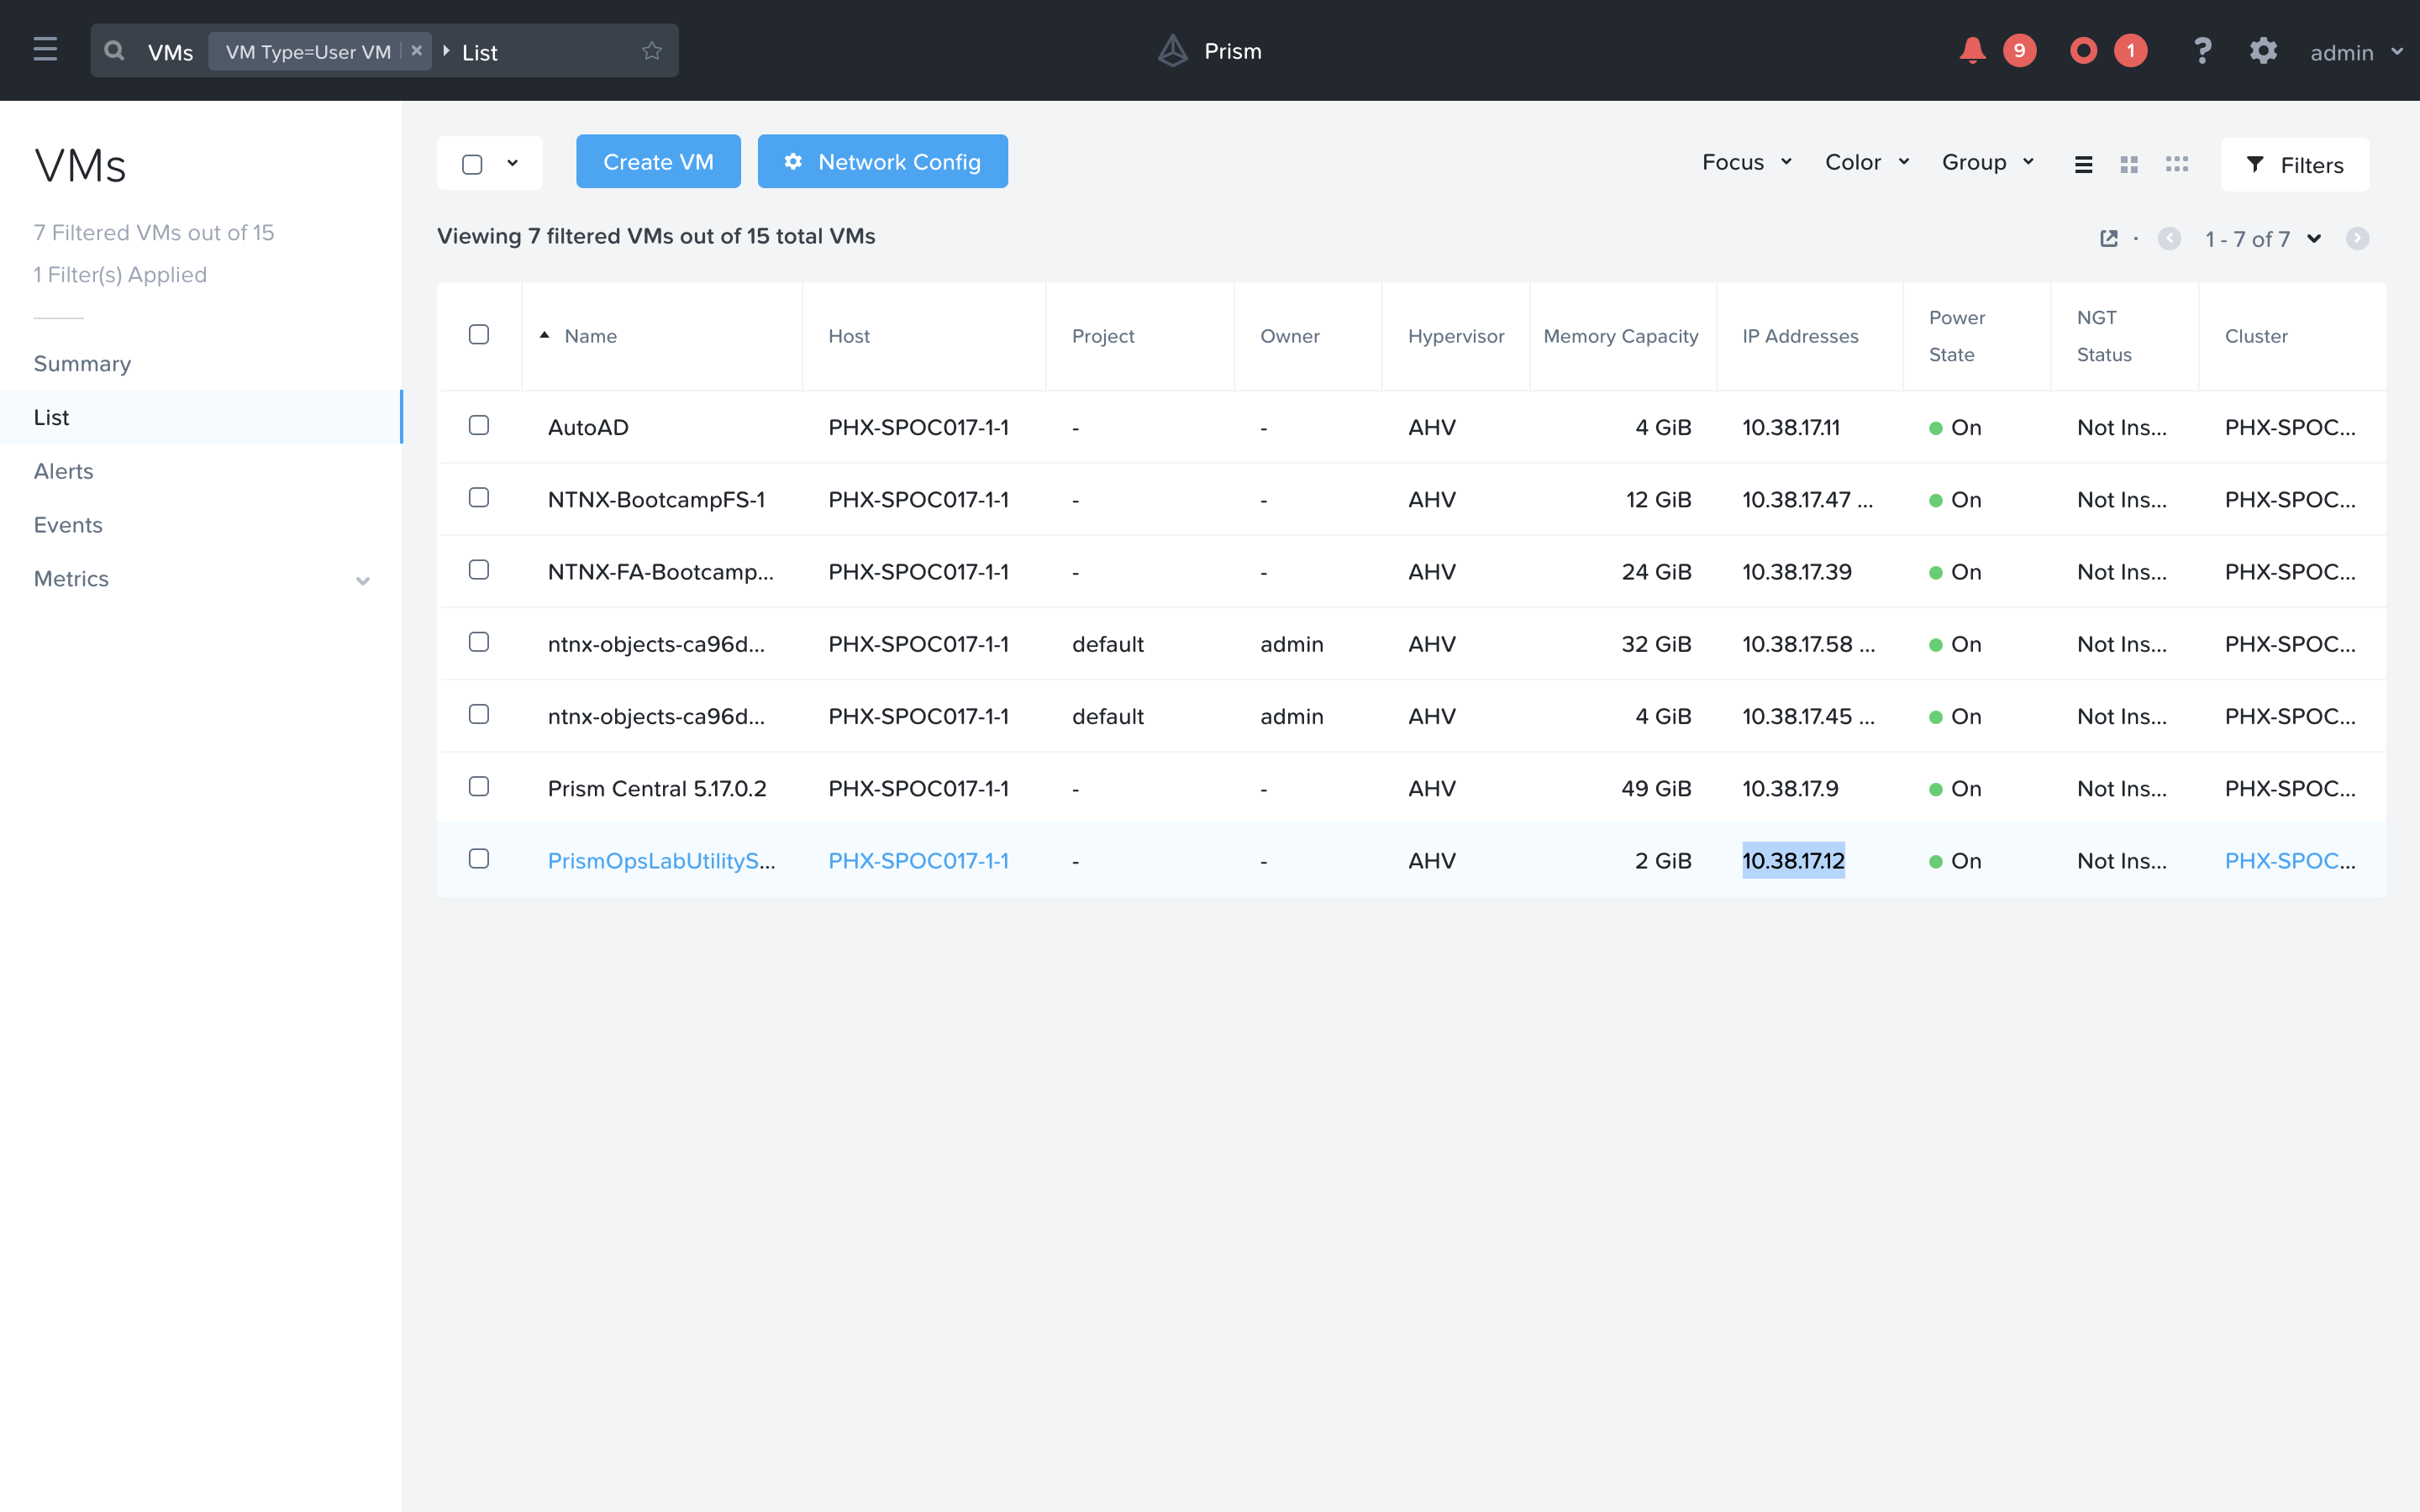 VMs VM Type=User VM × List
Prism
9 1 ? admin
VMs
7 Filtered VMs out of 15
1 Filter(s) Applied
Summary
List
Alerts
Events
Metrics
Create VM Network Config
Focus Color Group Filters
Viewing 7 filtered VMs out of 15 total VMs
1 - 7 of 7
Name Host Project Owner Hypervisor Memory Capacity IP Addresses Power State NGT Status Cluster
AutoAD PHX-SPOC017-1-1 - - AHV 4 GiB 10.38.17.11 On Not Ins... PHX-SPOC...
NTNX-BootcampFS-1 PHX-SPOC017-1-1 - - AHV 12 GiB 10.38.17.47 ... On Not Ins... PHX-SPOC...
NTNX-FA-Bootcamp... PHX-SPOC017-1-1 - - AHV 24 GiB 10.38.17.39 On Not Ins... PHX-SPOC...
ntnx-objects-ca96d... PHX-SPOC017-1-1 default admin AHV 32 GiB 10.38.17.58 ... On Not Ins... PHX-SPOC...
ntnx-objects-ca96d... PHX-SPOC017-1-1 default admin AHV 4 GiB 10.38.17.45 ... On Not Ins... PHX-SPOC...
Prism Central 5.17.0.2 PHX-SPOC017-1-1 - - AHV 49 GiB 10.38.17.9 On Not Ins... PHX-SPOC...
PrismOpsLabUtilityS... PHX-SPOC017-1-1 - - AHV 2 GiB 10.38.17.12 On Not Ins... PHX-SPOC...